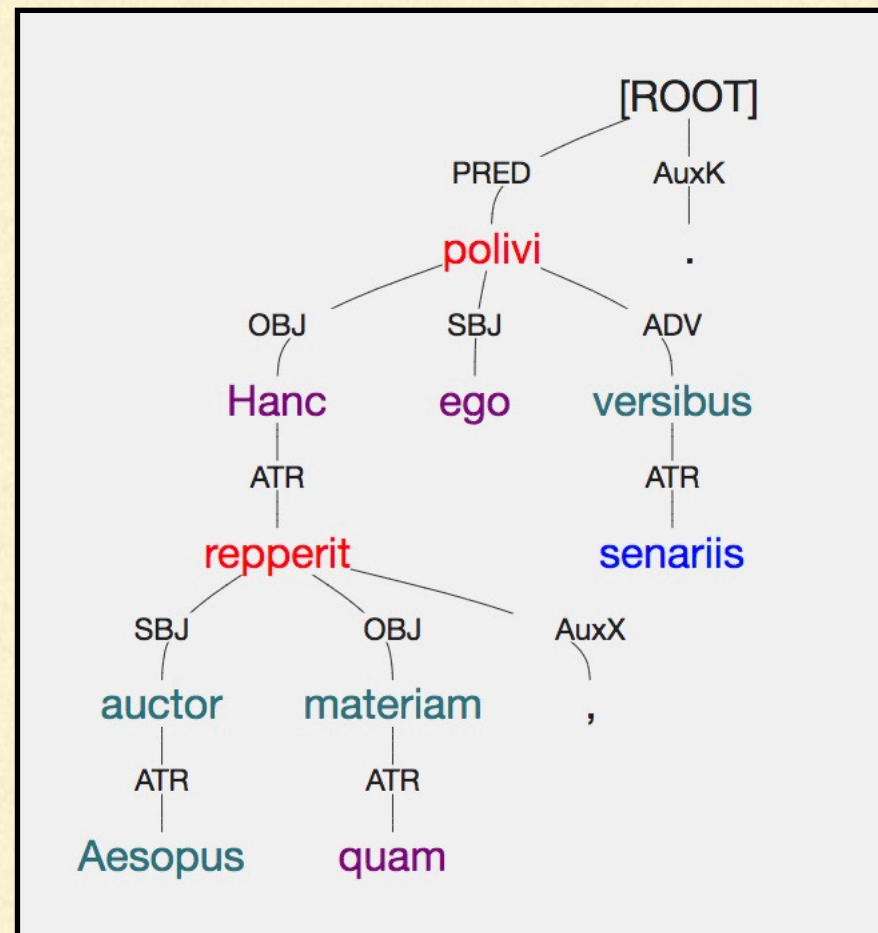 [ROOT]
PRED AuxK
polivi .
OBJ SBJ ADV
Hanc ego versibus
ATR ATR
repperit senariis
SBJ OBJ AuxX
auctor materiam ,
ATR ATR
Aesopus quam